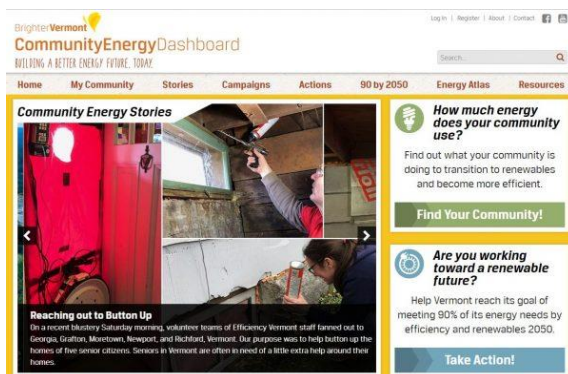 Log In | Register | About | Contact
BrighterVermont
CommunityEnergyDashboard
BUILDING A BETTER ENERGY FUTURE, TODAY.
Search...
Home My Community Stories Campaigns Actions 90 by 2050 Energy Atlas Resources
Community Energy Stories
Reaching out to Button Up
On a recent blustery Saturday morning, volunteer teams of Efficiency Vermont staff fanned out to
Georgia, Grafton, Moretown, Newport, and Richford, Vermont. Our purpose was to help button up the
homes of five senior citizens. Seniors in Vermont are often in need of a little extra help around their
homes.
How much energy
does your community
use?
Find out what your community is
doing to transition to renewables
and become more efficient.
Find Your Community!
Are you working
toward a renewable
future?
Help Vermont reach its goal of
meeting 90% of its energy needs by
efficiency and renewables 2050.
Take Action!